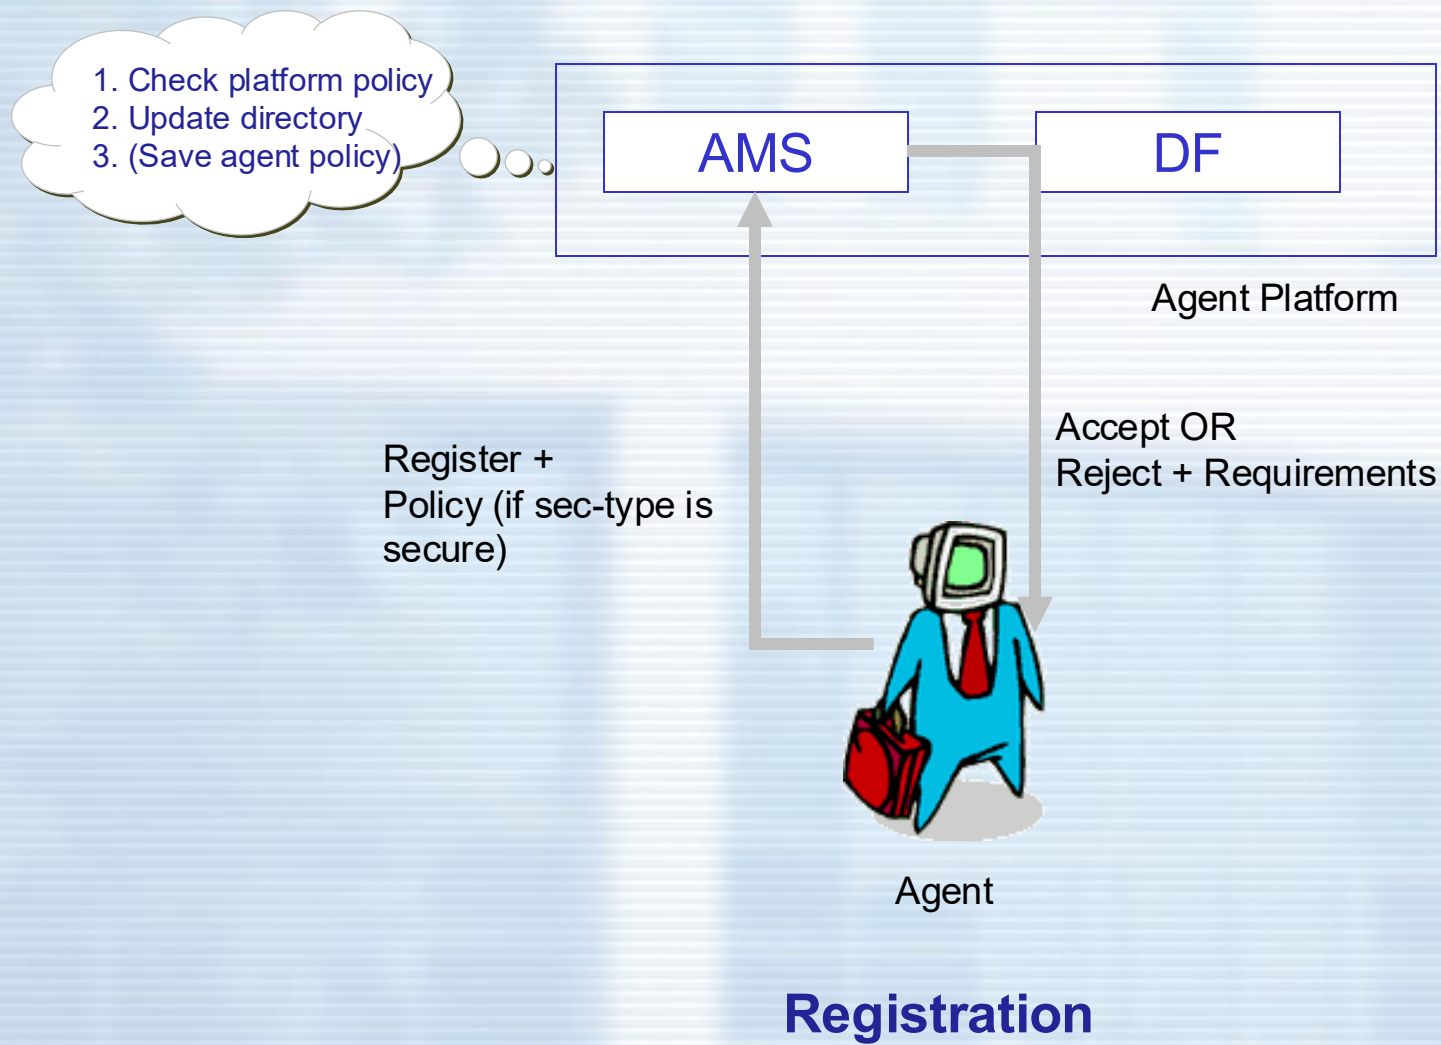 1. Check platform policy
2. Update directory
3. (Save agent policy)
AMS
DF
Agent Platform
Accept OR
Reject + Requirements
Register +
Policy (if sec-type is
secure)
Agent
Registration